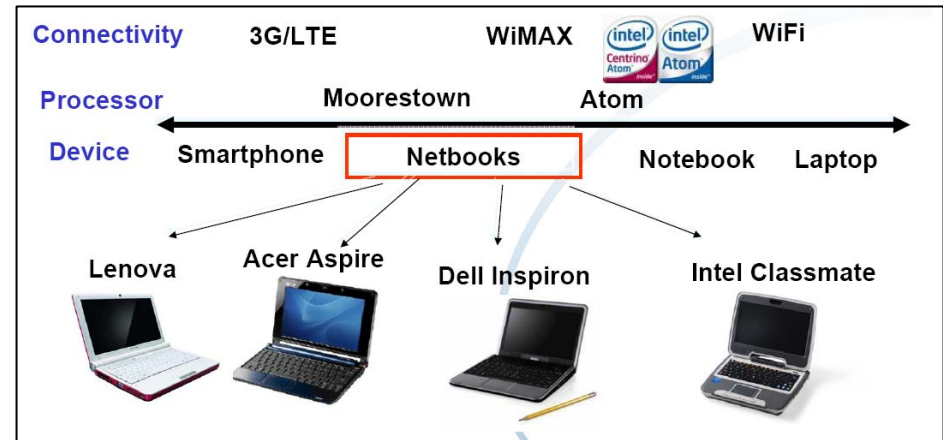 Connectivity 3G/LTE WiMAX WiFi
intel intel
Centrino Atom inside Atom inside
Processor Moorestown Atom
Device Smartphone Netbooks Notebook Laptop
Lenova Acer Aspire Dell Inspiron Intel Classmate